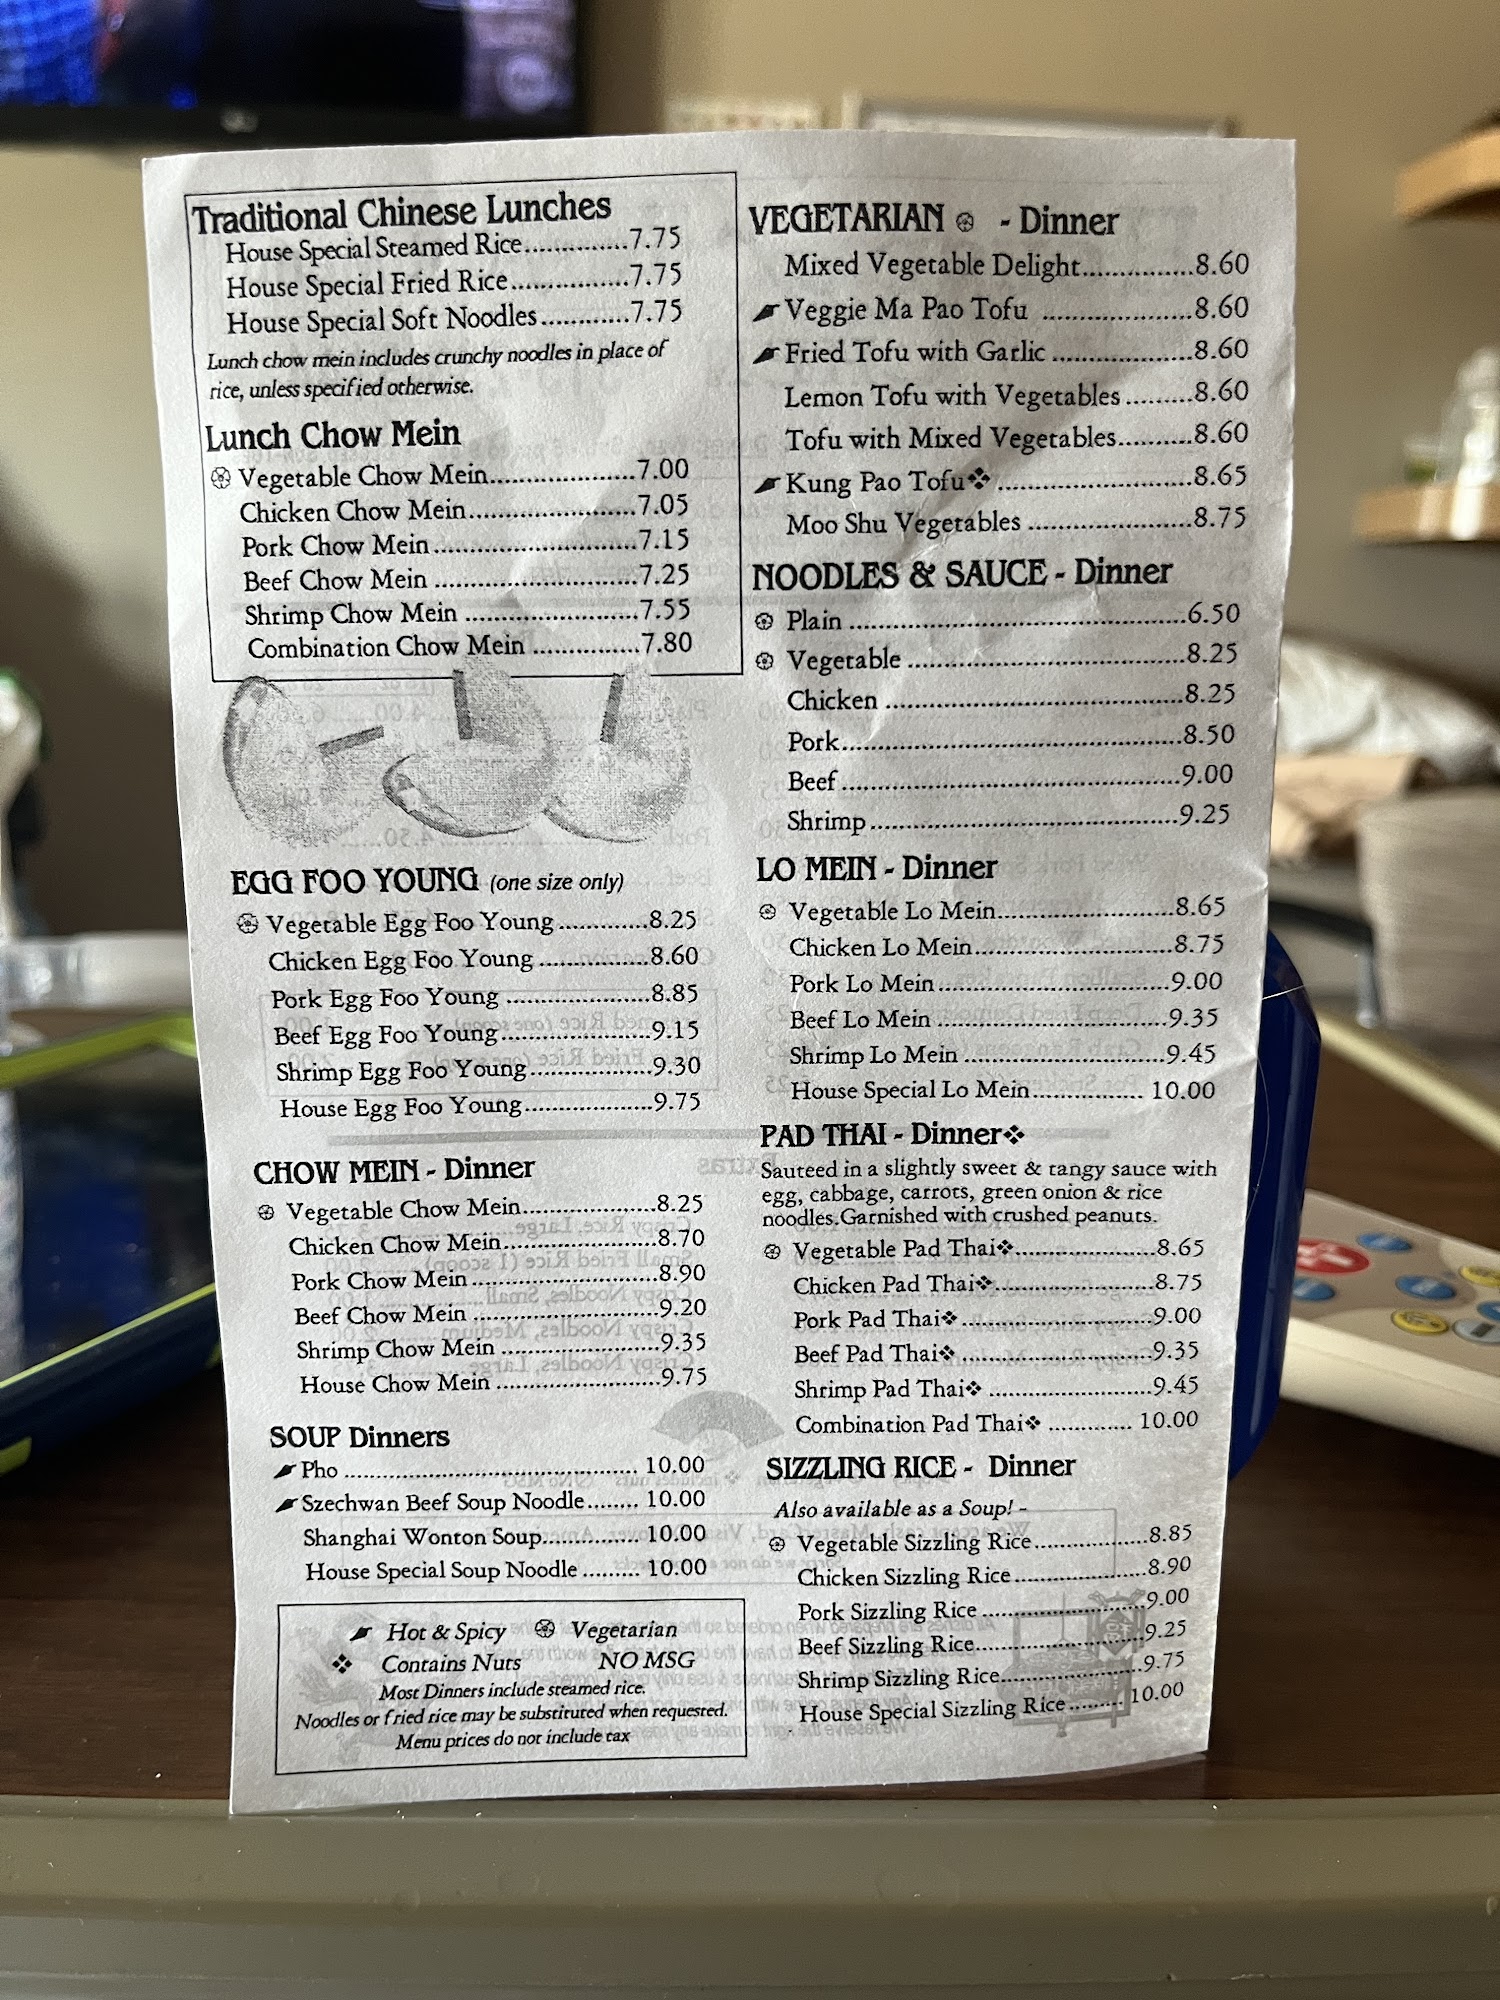 Traditional Chinese Lunches
House Special Steamed Rice..............7.75
House Special Fried Rice................7.75
House Special Soft Noodles............7.75
Lunch chow mein includes crunchy noodles in place of
rice, unless specified otherwise.
Lunch Chow Mein
Vegetable Chow Mein....................7.00
Chicken Chow Mein.......................7.05
Pork Chow Mein............................7.15
Beef Chow Mein ............................7.25
Shrimp Chow Mein ........................7.55
Combination Chow Mein ...............7.80
EGG FOO YOUNG (one size only)
Vegetable Egg Foo Young.............8.25
Chicken Egg Foo Young ................8.60
Pork Egg Foo Young .....................8.85
Beef Egg Foo Young......................9.15
Shrimp Egg Foo Young..................9.30
House Egg Foo Young...................9.75
CHOW MEIN - Dinner
Vegetable Chow Mein...................8.25
Chicken Chow Mein......................8.70
Pork Chow Mein ...........................8.90
Beef Chow Mein ...........................9.20
Shrimp Chow Mein .......................9.35
House Chow Mein ........................9.75
SOUP Dinners
Pho ........................................ 10.00
Szechwan Beef Soup Noodle........ 10.00
Shanghai Wonton Soup............... 10.00
House Special Soup Noodle ......... 10.00
Hot & Spicy Vegetarian
Contains Nuts NO MSG
Most Dinners include steamed rice.
Noodles or fried rice may be substituted when requested.
Menu prices do not include tax
VEGETARIAN - Dinner
Mixed Vegetable Delight...............8.60
Veggie Ma Pao Tofu ....................8.60
Fried Tofu with Garlic ...................8.60
Lemon Tofu with Vegetables.........8.60
Tofu with Mixed Vegetables..........8.60
Kung Pao Tofu❖ ..........................8.65
Moo Shu Vegetables ......................8.75
NOODLES & SAUCE - Dinner
Plain ..............................................6.50
Vegetable ......................................8.25
Chicken .........................................8.25
Pork...............................................8.50
Beef ..............................................9.00
Shrimp...........................................9.25
LO MEIN - Dinner
Vegetable Lo Mein........................8.65
Chicken Lo Mein...........................8.75
Pork Lo Mein................................9.00
Beef Lo Mein ................................9.35
Shrimp Lo Mein ............................9.45
House Special Lo Mein................ 10.00
PAD THAI - Dinner❖
Sauteed in a slightly sweet & tangy sauce with
egg, cabbage, carrots, green onion & rice
noodles.Garnished with crushed peanuts.
Vegetable Pad Thai❖....................8.65
Chicken Pad Thai❖.......................8.75
Pork Pad Thai❖ ............................9.00
Beef Pad Thai❖ ............................9.35
Shrimp Pad Thai❖ ........................9.45
Combination Pad Thai❖ ............ 10.00
SIZZLING RICE - Dinner
Also available as a Soup! -
Vegetable Sizzling Rice................8.85
Chicken Sizzling Rice...................8.90
Pork Sizzling Rice ........................9.00
Beef Sizzling Rice.........................9.25
Shrimp Sizzling Rice.....................9.75
House Special Sizzling Rice........ 10.00